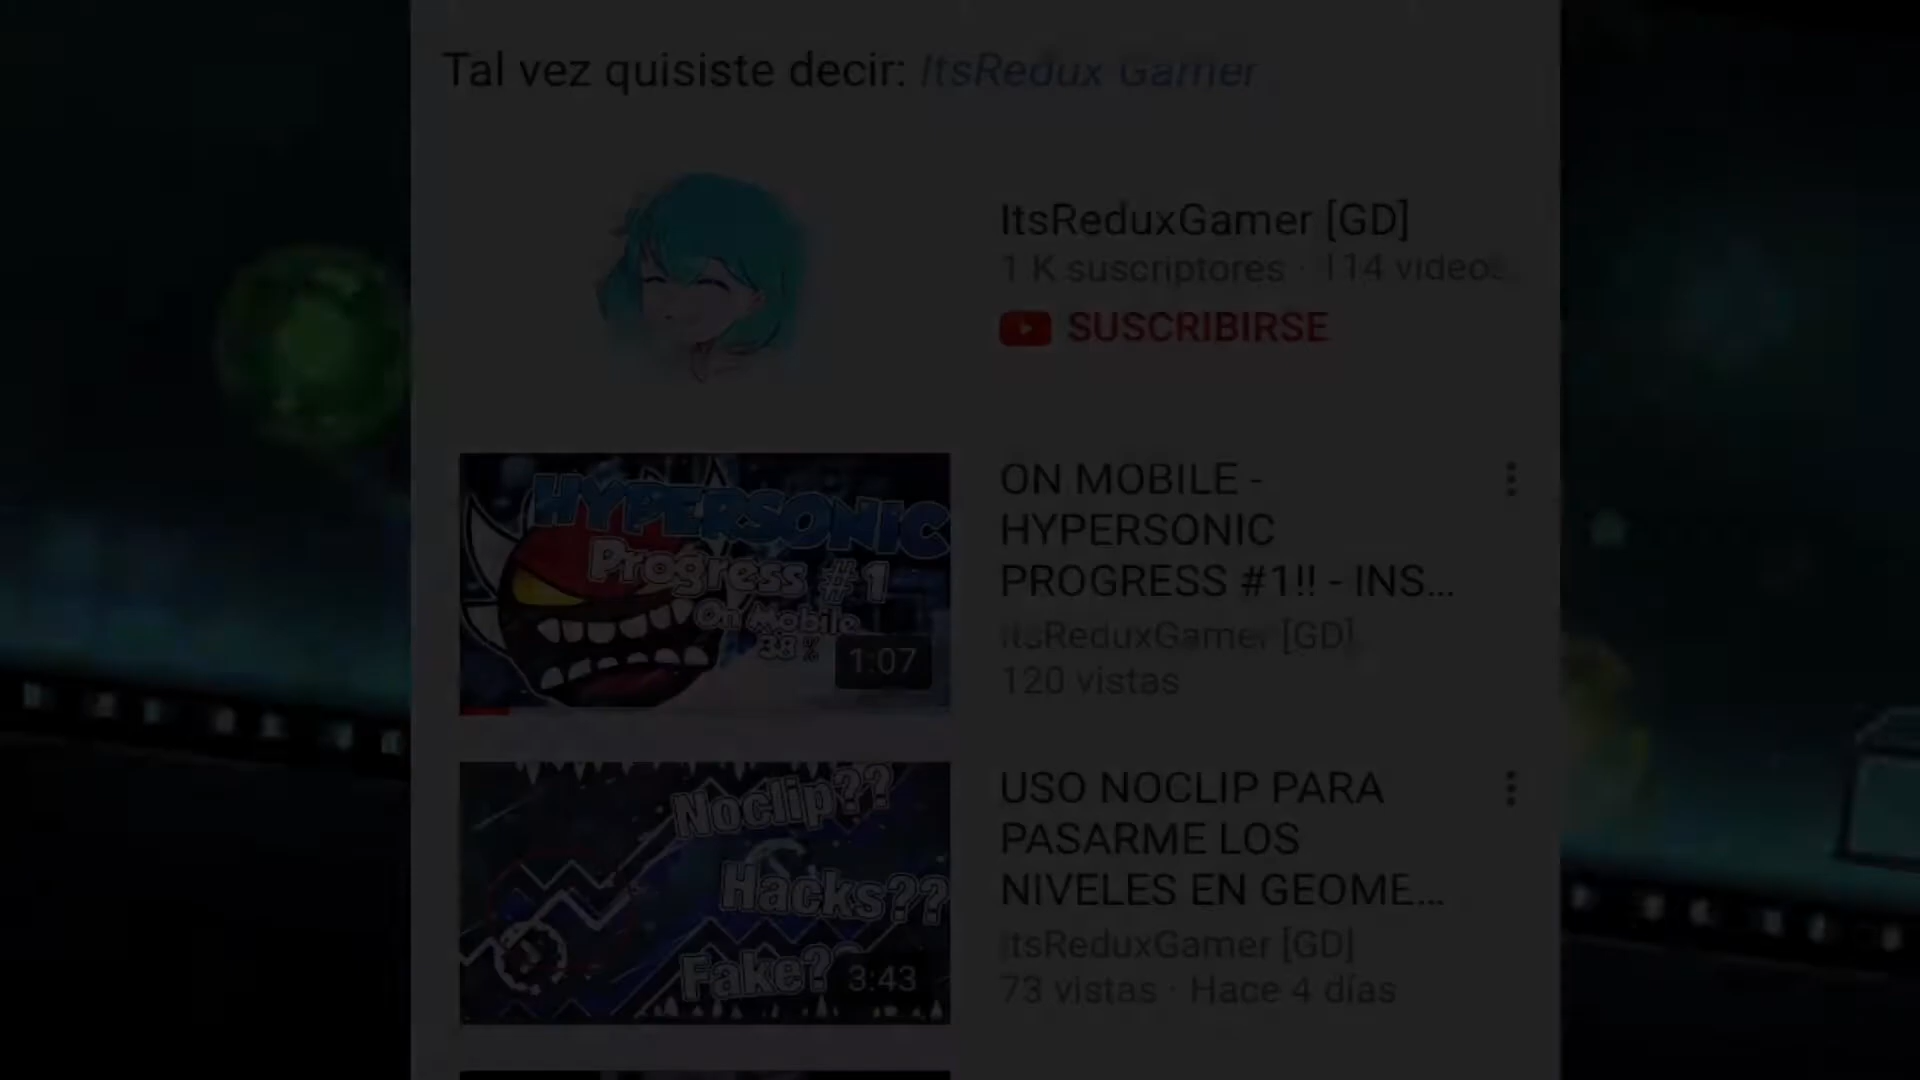 Tal vez quisiste decir: ItsRedux Gamer
ItsReduxGamer [GD]
1 K suscriptores · 114 videos
SUSCRIBIRSE
HYPERSONIC
Progress #1
On Mobile
38 %
1:07
ON MOBILE -
HYPERSONIC
PROGRESS #1!! - INS...
ItsReduxGamer [GD]
120 vistas
Noclip??
Hacks??
Fake?
3:43
USO NOCLIP PARA
PASARME LOS
NIVELES EN GEOME...
ItsReduxGamer [GD]
73 vistas · Hace 4 días